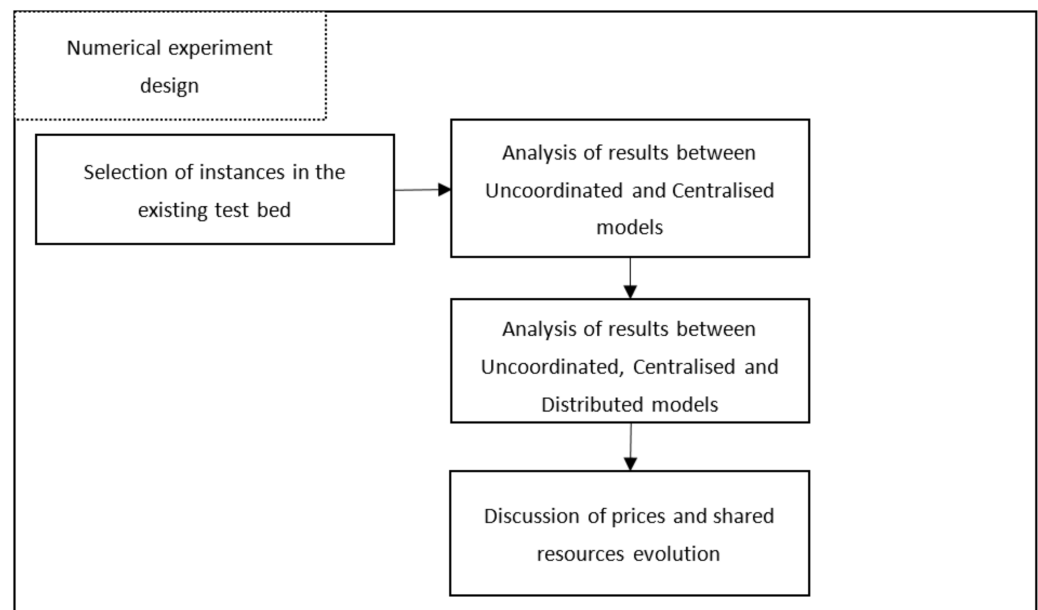 Numerical experiment
design
Selection of instances in the
existing test bed
Analysis of results between
Uncoordinated and Centralised
models
Analysis of results between
Uncoordinated, Centralised and
Distributed models
Discussion of prices and shared
resources evolution